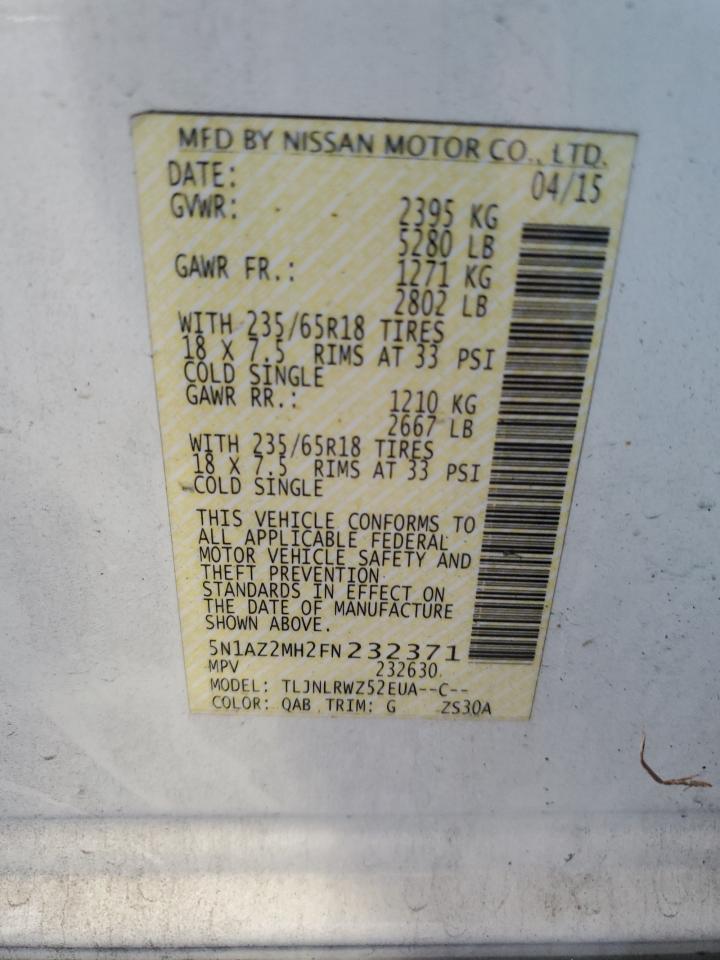 MFD BY NISSAN MOTOR CO., LTD.
DATE: 04/15
GVWR: 2395 KG
5280 LB
GAWR FR.: 1271 KG
2802 LB
WITH 235/65R18 TIRES
18 X 7.5 RIMS AT 33 PSI
COLD SINGLE
GAWR RR.: 1210 KG
2667 LB
WITH 235/65R18 TIRES
18 X 7.5 RIMS AT 33 PSI
COLD SINGLE
THIS VEHICLE CONFORMS TO
ALL APPLICABLE FEDERAL
MOTOR VEHICLE SAFETY AND
THEFT PREVENTION
STANDARDS IN EFFECT ON
THE DATE OF MANUFACTURE
SHOWN ABOVE.
5N1AZ2MH2FN232371
MPV 232630
MODEL: TLJNLRWZ52EUA--C--
COLOR: QAB TRIM: G ZS30A